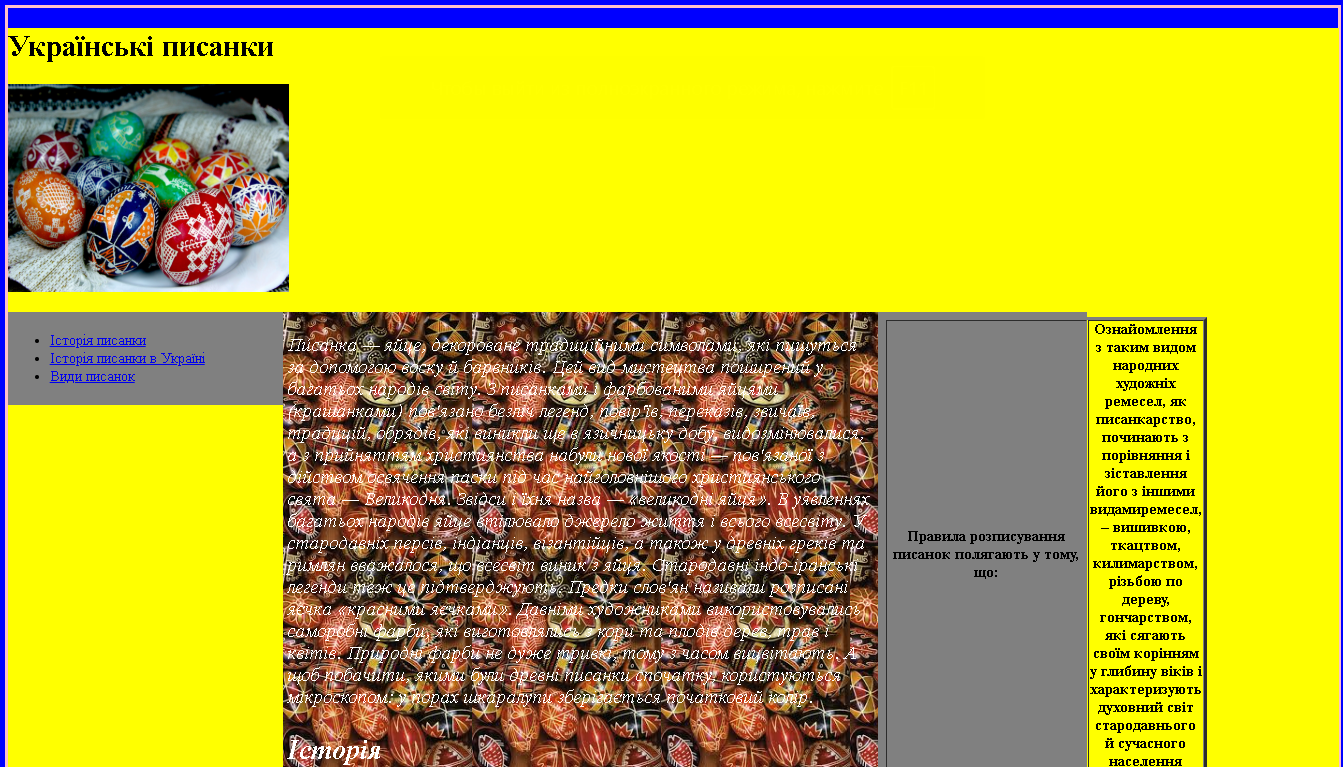 Українські писанки
Історія писанки
Історія писанки в Україні
Види писанок
Писанка — яйце, декороване традиційними символами, які пишуться
за допомогою воску й барвників. Цей вид мистецтва поширений у
багатьох народів світу. З писанками і фарбованими яйцями
(крашанками) пов'язано безліч легенд, повір'їв, переказів, звичаїв,
традицій, обрядів, які виникли ще в язичницьку добу, видозмінювалися,
а з прийняттям християнства набули нової якості — пов'язаної з
дійством освячення паски під час найголовнішого християнського
свята — Великодня. Звідси і їхня назва — «великодні яйця». В уявленнях
багатьох народів яйце втілювало джерело життя і всього всесвіту. У
стародавніх персів, індіанців, візантійців, а також у древніх греків та
римлян вважалося, що всесвіт виник з яйця. Стародавні індо-іранські
легенди теж це підтверджують. Предки слов'ян називали розписані
яєчка «красними яєчками». Давніми художниками використовувались
саморобні фарби, які виготовлялись з кори та плодів дерев, трав і
квітів. Природні фарби не дуже тривкі, тому з часом вицвітають. А
щоб побачити, якими були древні писанки спочатку, користуються
мікроскопом: у порах шкаралупи зберігається початковий колір.
Історія
Правила розписування
писанок полягають у тому,
що:
Ознайомлення
з таким видом
народних
художніх
ремесел, як
писанкарство,
починають з
порівняння і
зіставлення
його з іншими
видамиремесел,
– вишивкою,
ткацтвом,
килимарством,
різьбою по
дереву,
гончарством,
які сягають
своїм корінням
у глибину віків і
характеризують
духовний світ
стародавнього
й сучасного
населення